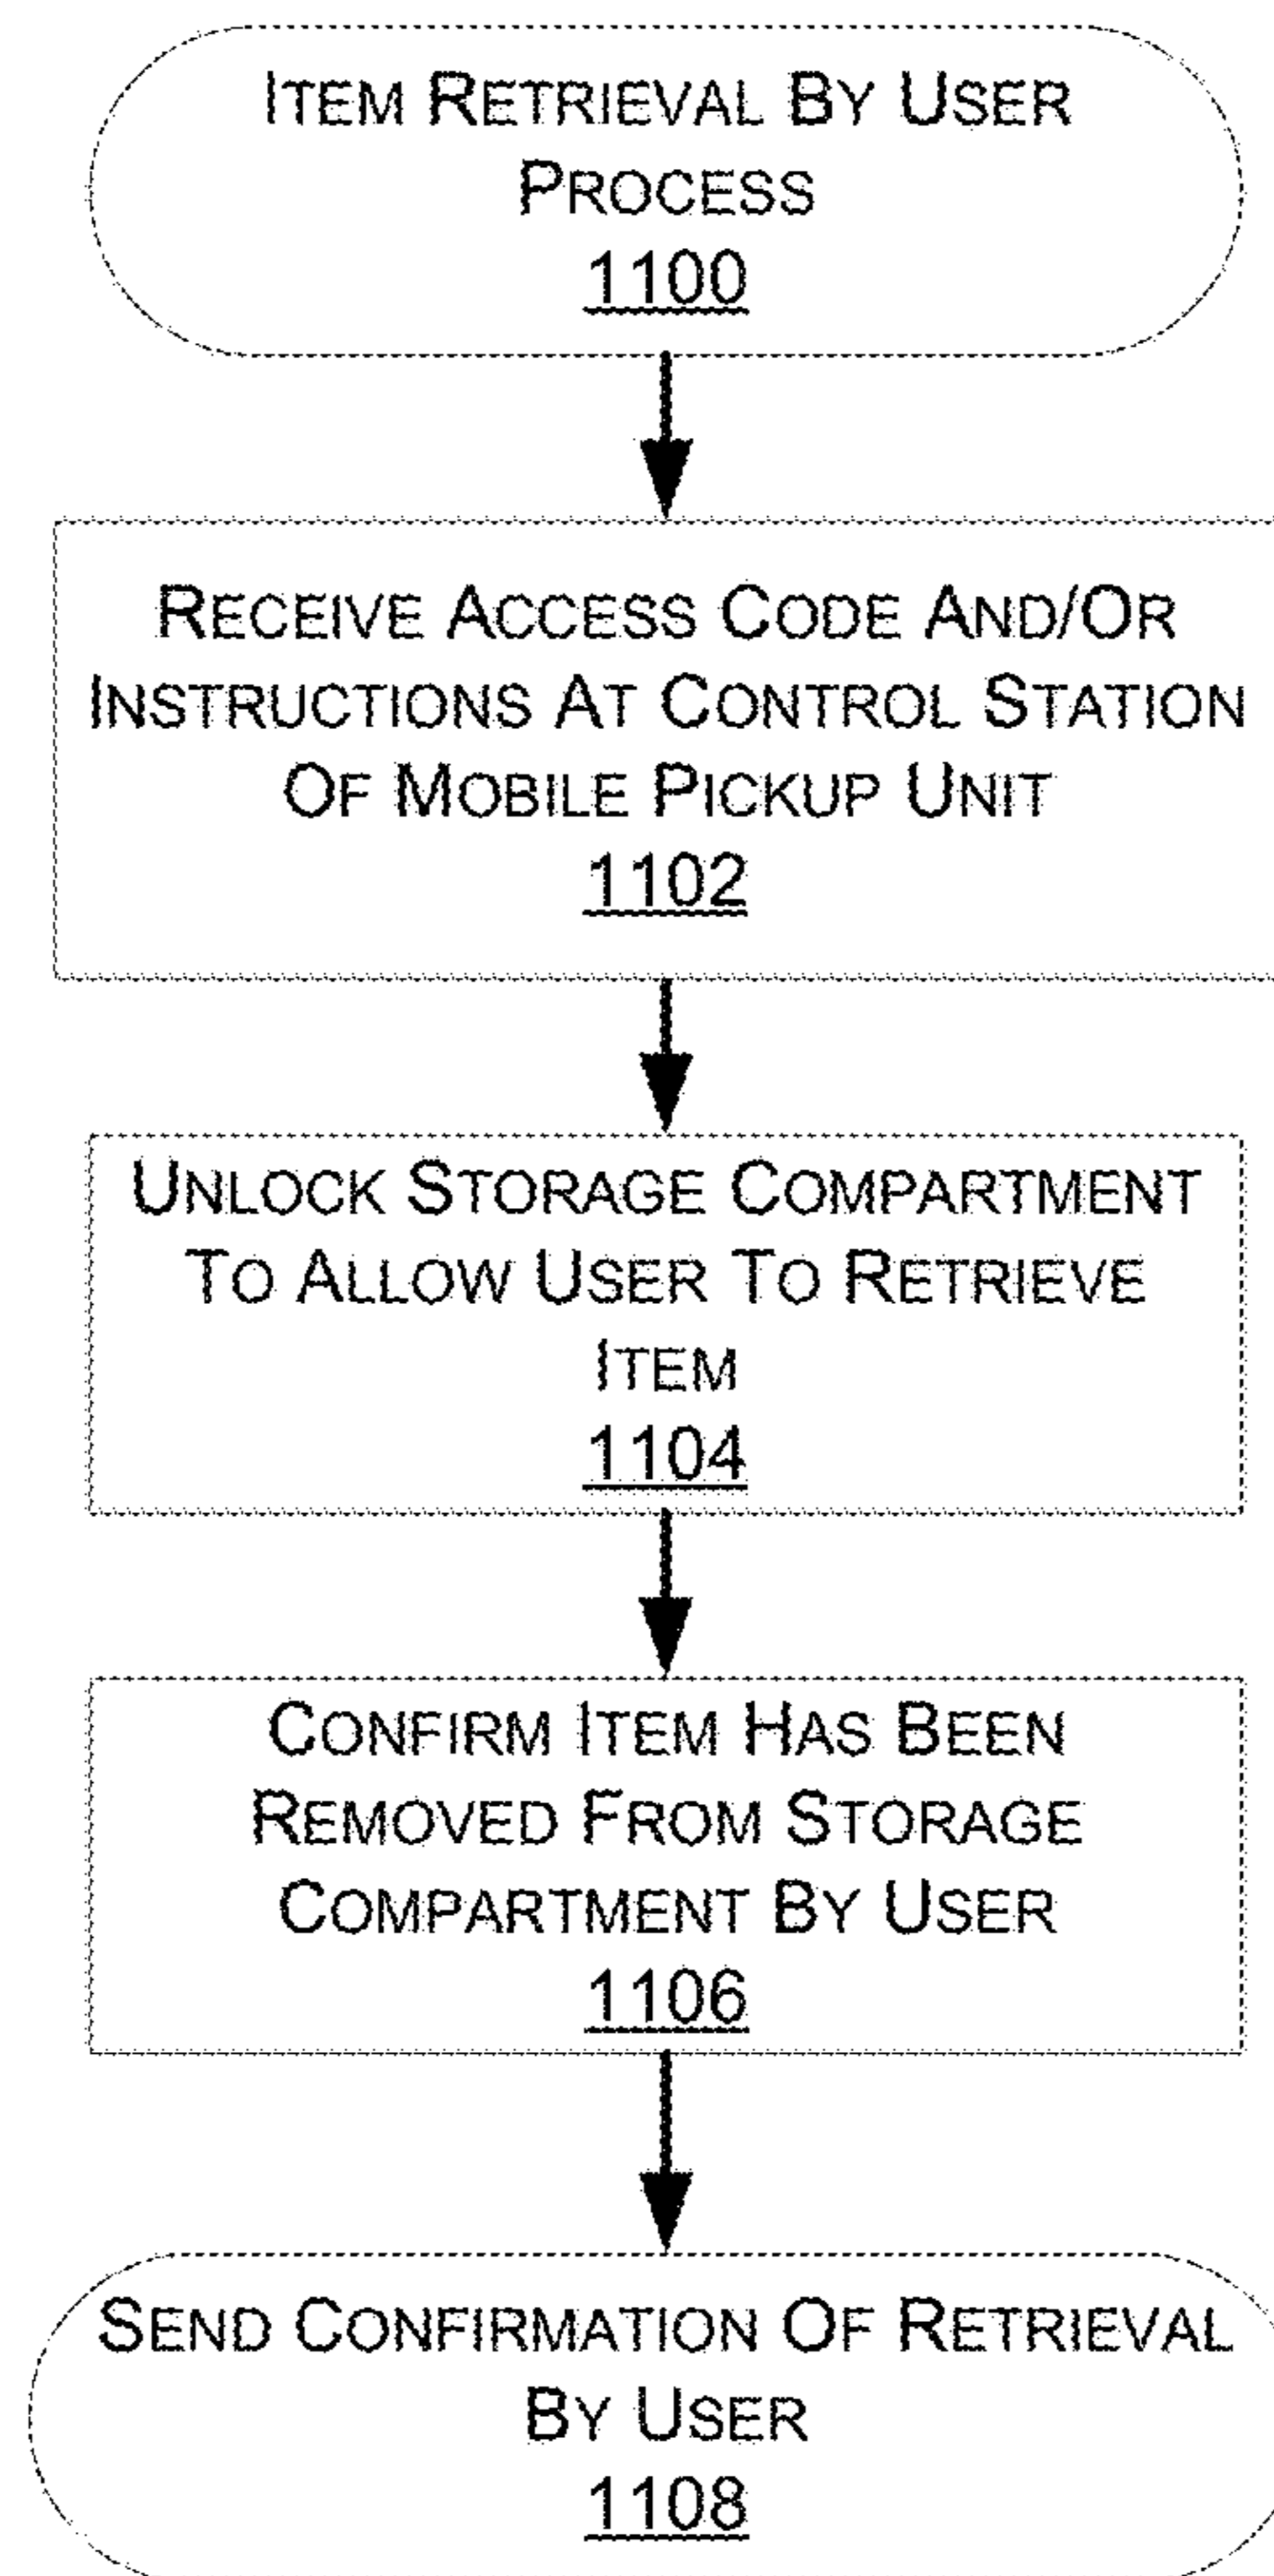 ITEM RETRIEVAL BY USER
PROCESS
1100
RECEIVE ACCESS CODE AND/OR
INSTRUCTIONS AT CONTROL STATION
OF MOBILE PICKUP UNIT
1102
UNLOCK STORAGE COMPARTMENT
TO ALLOW USER TO RETRIEVE
ITEM
1104
CONFIRM ITEM HAS BEEN
REMOVED FROM STORAGE
COMPARTMENT BY USER
1106
SEND CONFIRMATION OF RETRIEVAL
BY USER
1108